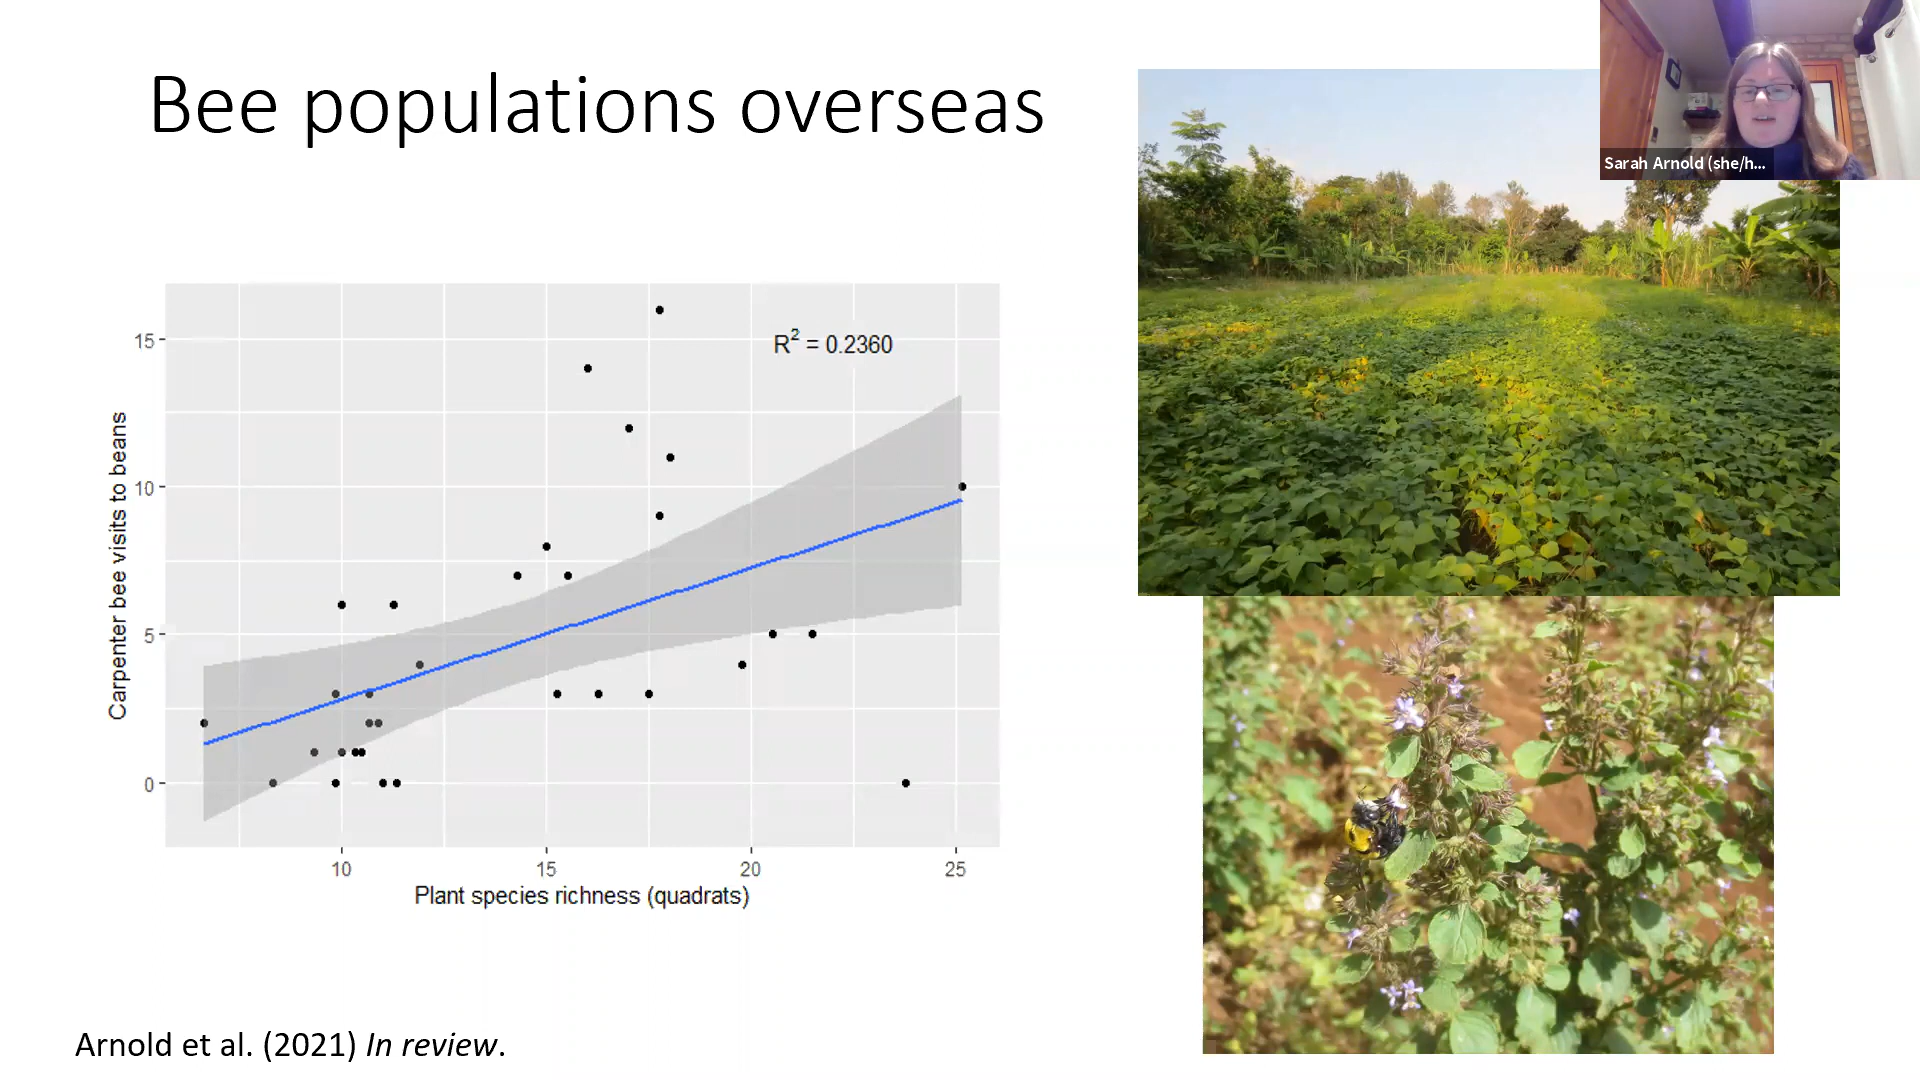 Bee populations overseas
Sarah Arnold (she/h...
R² = 0.2360
15
10
5
0
Carpenter bee visits to beans
10 15 20 25
Plant species richness (quadrats)
Arnold et al. (2021) In review.